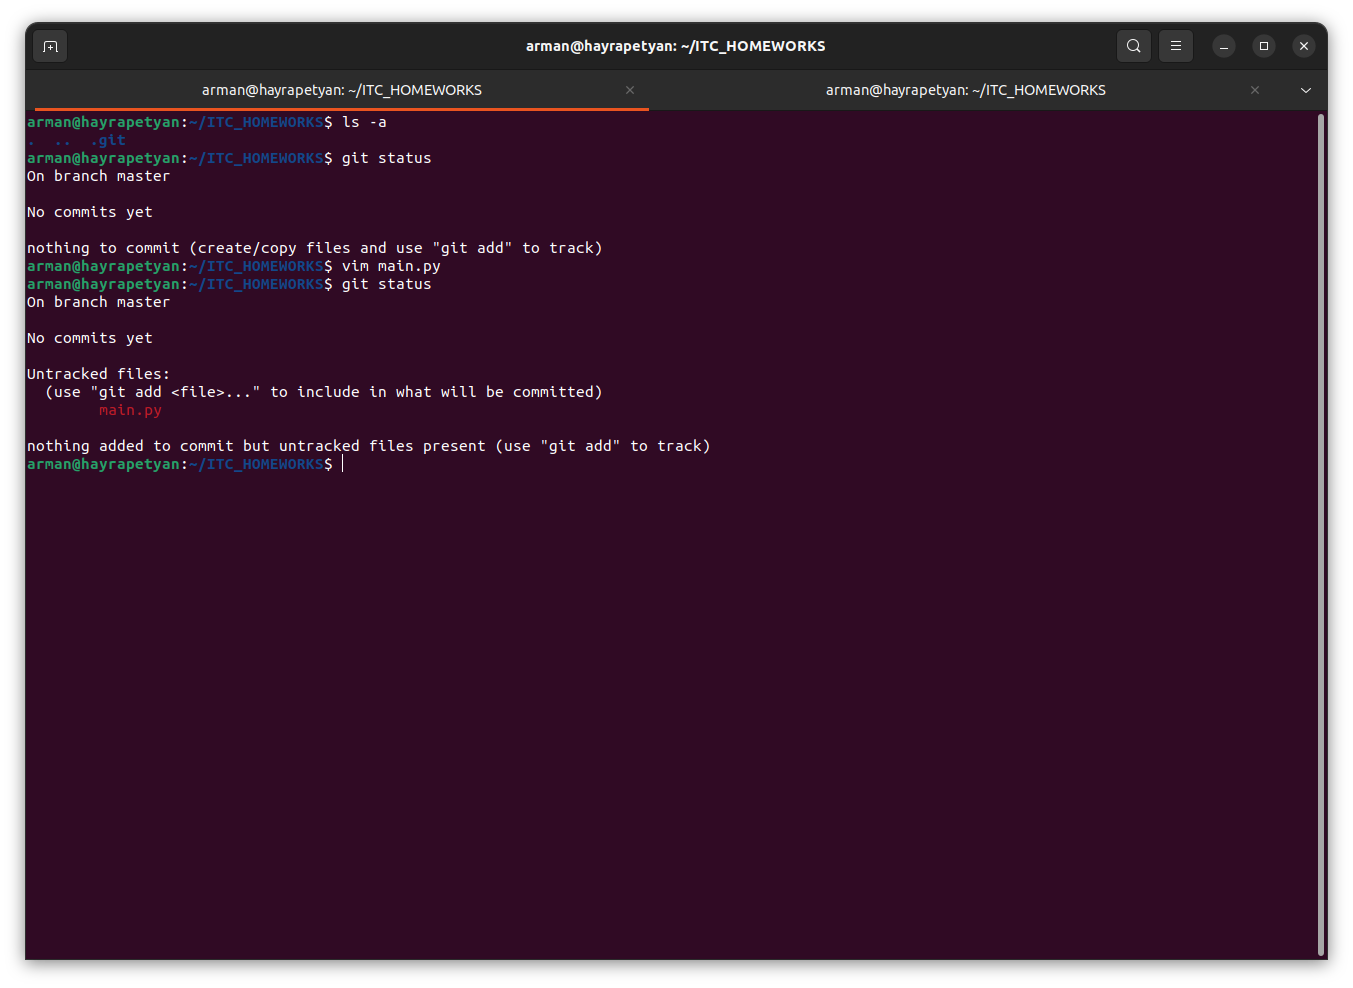 arman@hayrapetyan: ~/ITC_HOMEWORKS
arman@hayrapetyan: ~/ITC_HOMEWORKS
arman@hayrapetyan: ~/ITC_HOMEWORKS
arman@hayrapetyan:~/ITC_HOMEWORKS$ ls -a
.  ..  .git
arman@hayrapetyan:~/ITC_HOMEWORKS$ git status
On branch master
No commits yet
nothing to commit (create/copy files and use "git add" to track)
arman@hayrapetyan:~/ITC_HOMEWORKS$ vim main.py
arman@hayrapetyan:~/ITC_HOMEWORKS$ git status
On branch master
No commits yet
Untracked files:
  (use "git add <file>..." to include in what will be committed)
        main.py
nothing added to commit but untracked files present (use "git add" to track)
arman@hayrapetyan:~/ITC_HOMEWORKS$